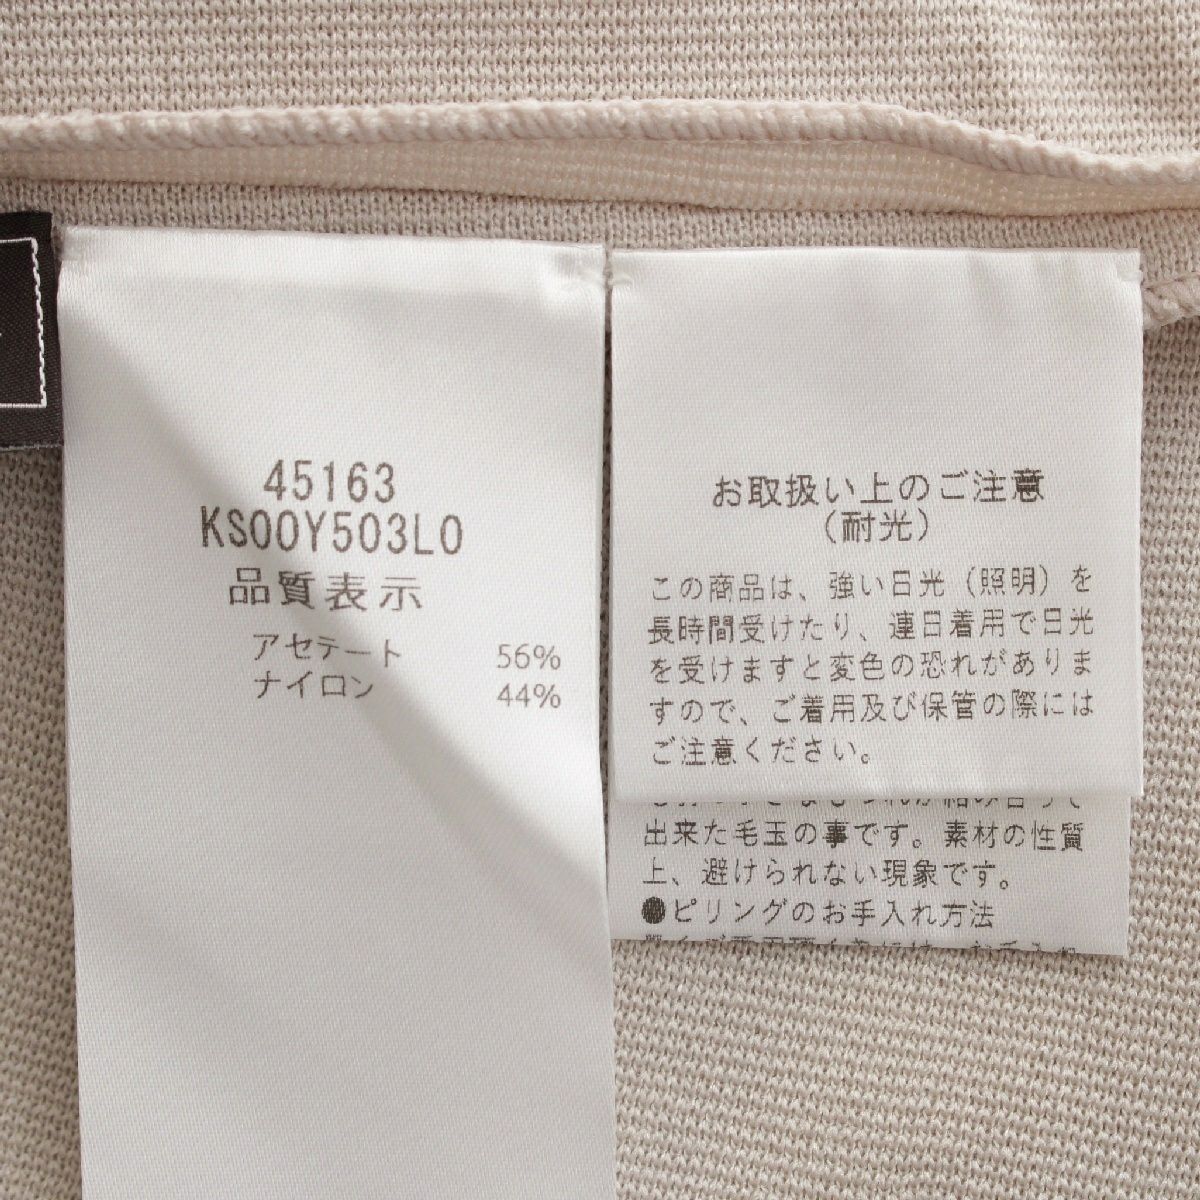 45163
KS00Y503L0
品質表示
アセテート 56%
ナイロン 44%
お取扱い上のご注意
(耐光)
この商品は、強い日光(照明)を
長時間受けたり、連日着用で日光
を受けますと変色の恐れがありま
すので、ご着用及び保管の際には
ご注意ください。
出来た毛玉の事です。素材の性質
上、避けられない現象です。
●ピリングのお手入れ方法